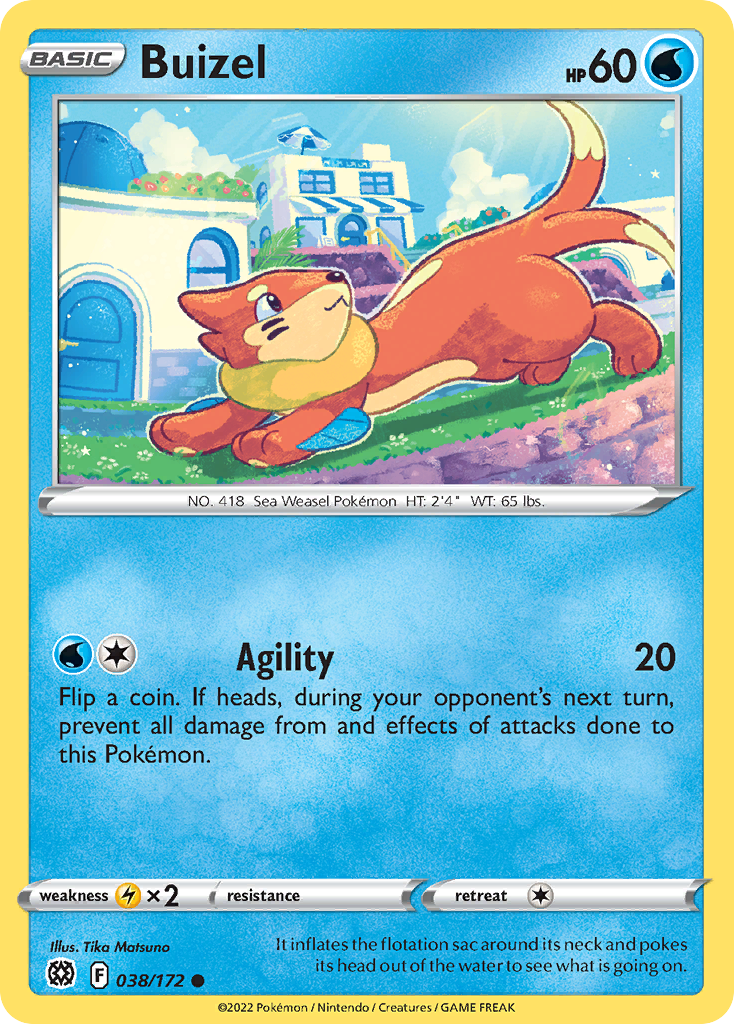 BASIC Buizel HP60
NO. 418 Sea Weasel Pokémon HT: 2'4" WT: 65 lbs.
Agility 20
Flip a coin. If heads, during your opponent's next turn,
prevent all damage from and effects of attacks done to
this Pokémon.
weakness ×2 resistance retreat
Illus. Tika Matsuno
It inflates the flotation sac around its neck and pokes
its head out of the water to see what is going on.
F 038/172
©2022 Pokémon / Nintendo / Creatures / GAME FREAK